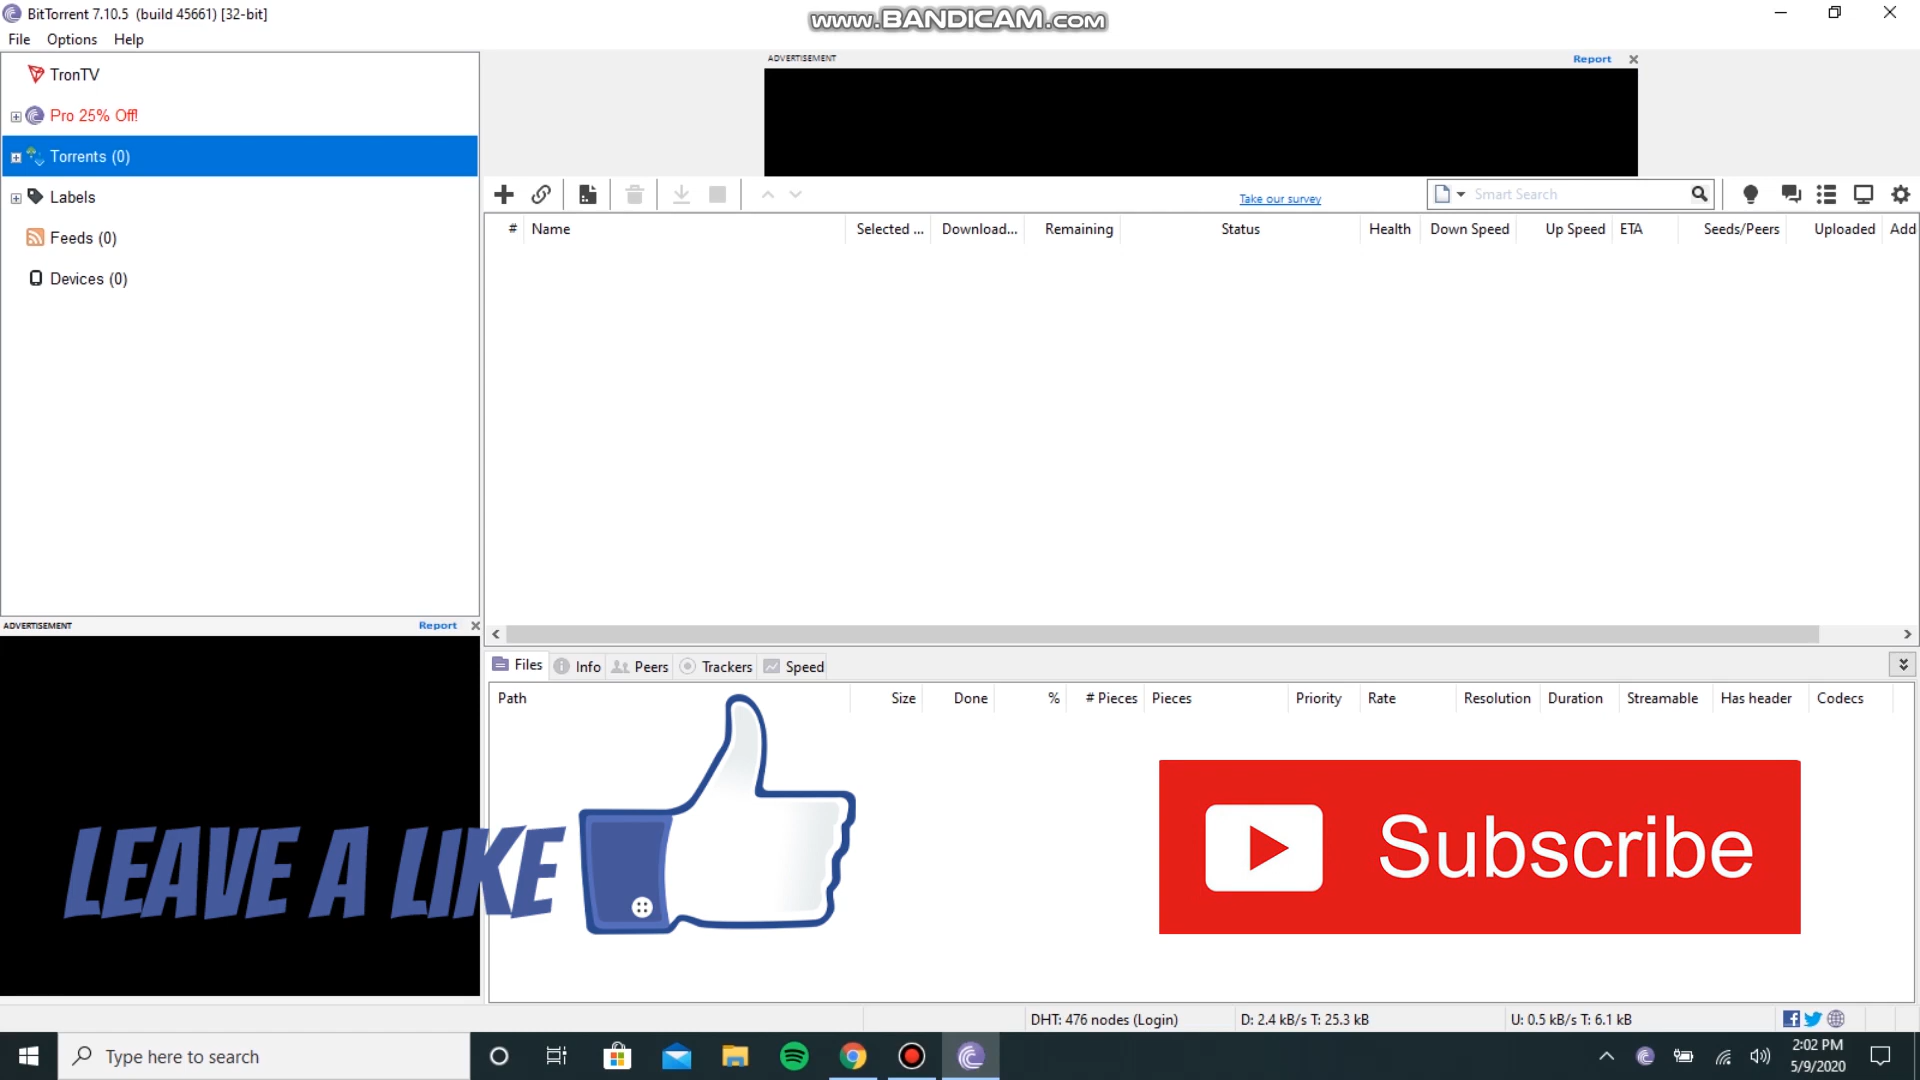 BitTorrent 7.10.5 (build 45661) [32-bit]
www.BANDICAM.com
File Options Help
ADVERTISEMENT Report
TronTV
Pro 25% Off!
Torrents (0)
Labels
Feeds (0)
Devices (0)
Take our survey
Smart Search
# Name Selected ... Download... Remaining Status Health Down Speed Up Speed ETA Seeds/Peers Uploaded Add
ADVERTISEMENT Report
Files Info Peers Trackers Speed
Path Size Done % # Pieces Pieces Priority Rate Resolution Duration Streamable Has header Codecs
LEAVE A LIKE
Subscribe
DHT: 476 nodes (Login) D: 2.4 kB/s T: 25.3 kB U: 0.5 kB/s T: 6.1 kB
Type here to search
2:02 PM
5/9/2020